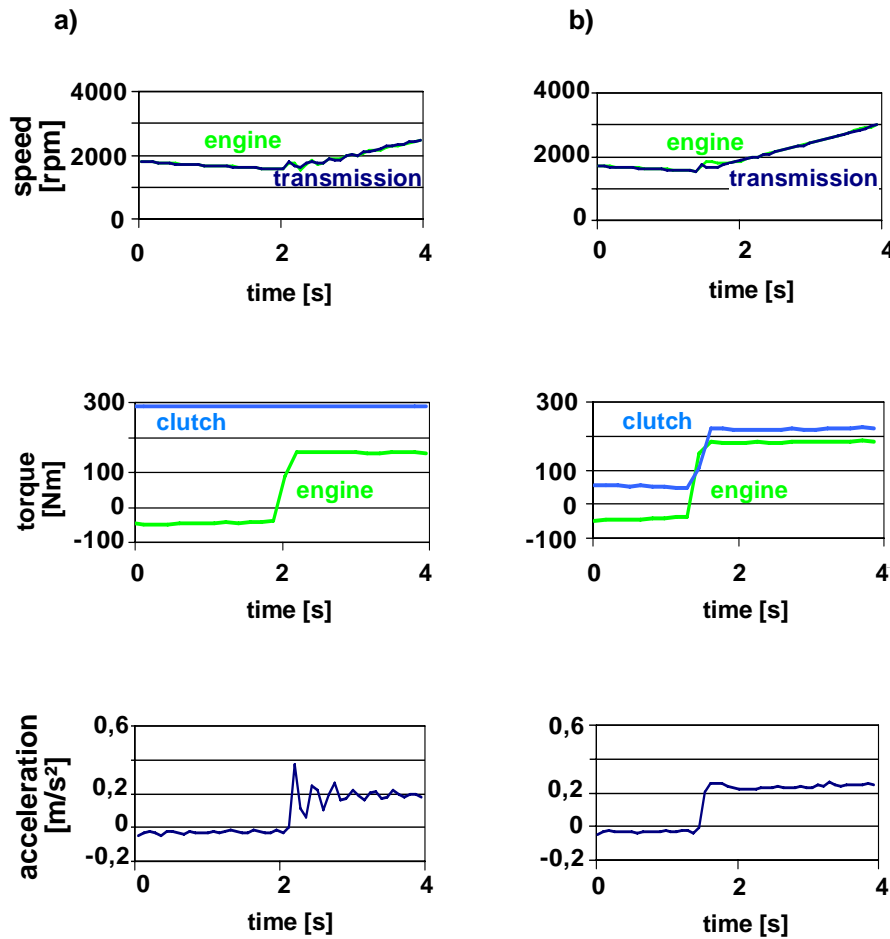 a)
b)
4000
2000
0
speed
[rpm]
engine
transmission
0
2
4
time [s]
4000
2000
0
engine
transmission
0
2
4
time [s]
300
100
0
-100
torque
[Nm]
clutch
engine
0
2
4
time [s]
300
100
0
-100
clutch
engine
0
2
4
time [s]
0,6
0,2
0
-0,2
acceleration
[m/s²]
0
2
4
time [s]
0,6
0,2
0
-0,2
0
2
4
time [s]